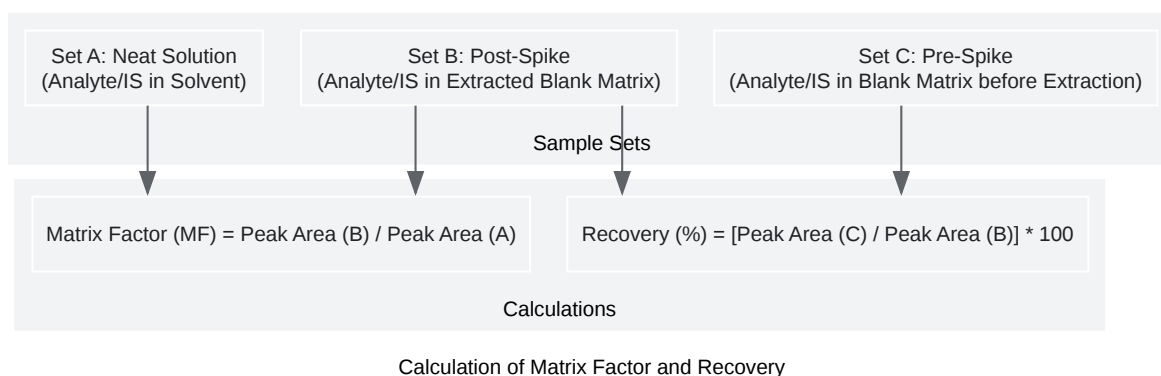 Set A: Neat Solution
(Analyte/IS in Solvent)
Set B: Post-Spike
(Analyte/IS in Extracted Blank Matrix)
Set C: Pre-Spike
(Analyte/IS in Blank Matrix before Extraction)
Sample Sets
Matrix Factor (MF) = Peak Area (B) / Peak Area (A)
Recovery (%) = [Peak Area (C) / Peak Area (B)] * 100
Calculations
Calculation of Matrix Factor and Recovery